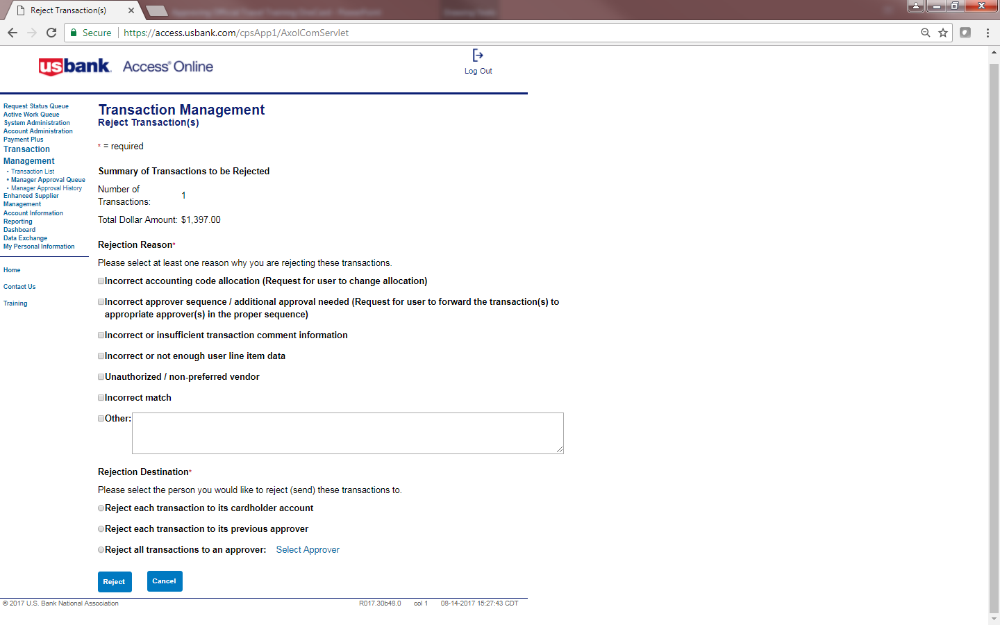 Reject Transaction(s)
Approving Official Travel Training OneCard - PowerPoint
Secure
https://access.usbank.com/cpsApp1/AxolComServlet
usbank. Access® Online
Log Out
Request Status Queue
Active Work Queue
System Administration
Account Administration
Payment Plus
Transaction
Management
• Transaction List
• Manager Approval Queue
• Manager Approval History
Enhanced Supplier
Management
Account Information
Reporting
Dashboard
Data Exchange
My Personal Information
Home
Contact Us
Training
Transaction Management
Reject Transaction(s)
* = required
Summary of Transactions to be Rejected
Number of
Transactions: 1
Total Dollar Amount: $1,397.00
Rejection Reason*
Please select at least one reason why you are rejecting these transactions.
Incorrect accounting code allocation (Request for user to change allocation)
Incorrect approver sequence / additional approval needed (Request for user to forward the transaction(s) to
appropriate approver(s) in the proper sequence)
Incorrect or insufficient transaction comment information
Incorrect or not enough user line item data
Unauthorized / non-preferred vendor
Incorrect match
Other:
Rejection Destination*
Please select the person you would like to reject (send) these transactions to.
Reject each transaction to its cardholder account
Reject each transaction to its previous approver
Reject all transactions to an approver: Select Approver
Reject Cancel
© 2017 U.S. Bank National Association R017.30b48.0 col 1 08-14-2017 15:27:43 CDT